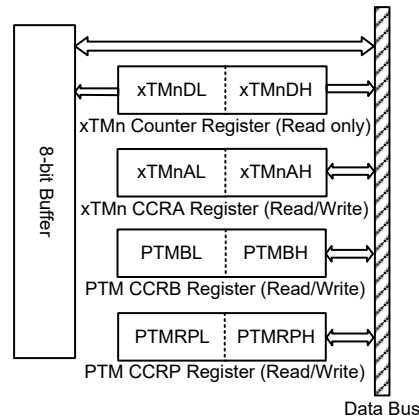 8-bit Buffer
xTMnDL xTMnDH
xTMn Counter Register (Read only)
xTMnAL xTMnAH
xTMn CCRA Register (Read/Write)
PTMBL PTMBH
PTM CCRB Register (Read/Write)
PTMRPL PTMRPH
PTM CCRP Register (Read/Write)
Data Bus